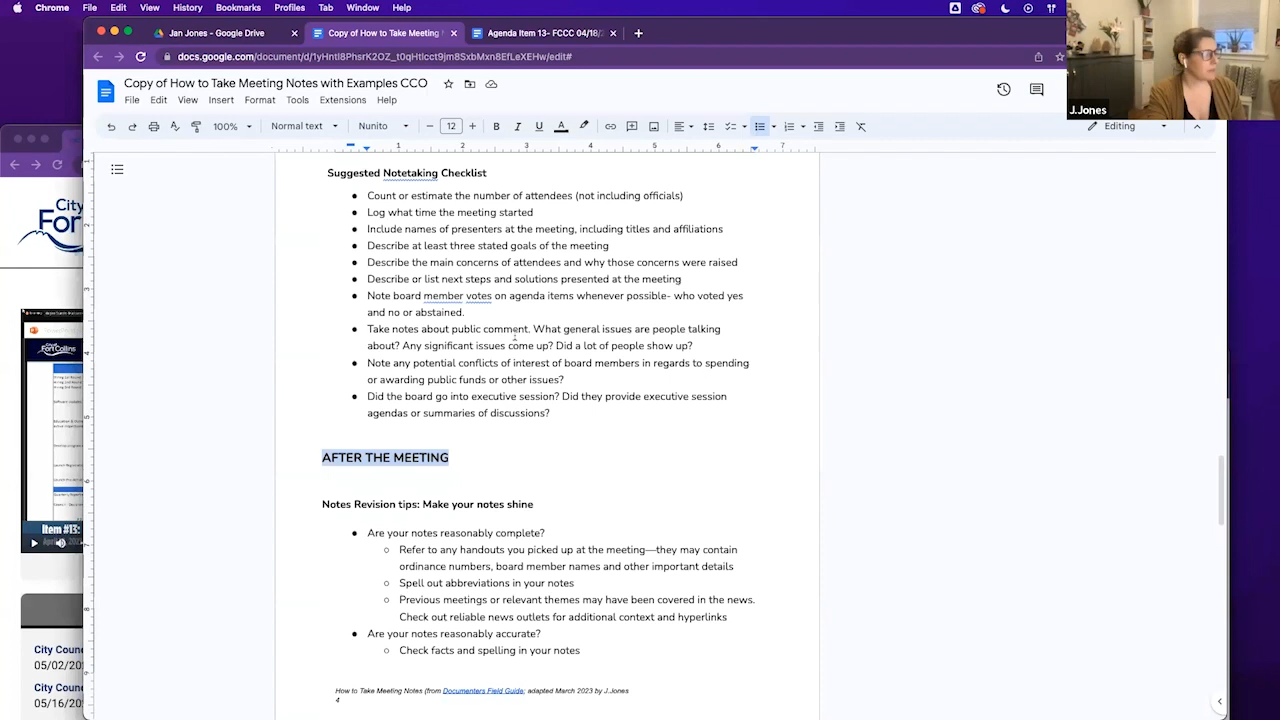 Chrome File Edit View History Bookmarks Profiles Tab Window Help
Jan Jones - Google Drive
Copy of How to Take Meeting
Agenda Item 13- FCCC 04/18/
docs.google.com/document/d/1yHntI8PhsrK2OZ_t0qHtlcct9jm8SxbMxn8EfLeXEHw/edit#
Copy of How to Take Meeting Notes with Examples CCO
File Edit View Insert Format Tools Extensions Help
100% Normal text Nunito 12 Editing
J.Jones
1 2 3 4 5 6 7
Suggested Notetaking Checklist
● Count or estimate the number of attendees (not including officials)
● Log what time the meeting started
● Include names of presenters at the meeting, including titles and affiliations
● Describe at least three stated goals of the meeting
● Describe the main concerns of attendees and why those concerns were raised
● Describe or list next steps and solutions presented at the meeting
● Note board member votes on agenda items whenever possible- who voted yes
and no or abstained.
● Take notes about public comment. What general issues are people talking
about? Any significant issues come up? Did a lot of people show up?
● Note any potential conflicts of interest of board members in regards to spending
or awarding public funds or other issues?
● Did the board go into executive session? Did they provide executive session
agendas or summaries of discussions?
AFTER THE MEETING
Notes Revision tips: Make your notes shine
● Are your notes reasonably complete?
○ Refer to any handouts you picked up at the meeting—they may contain
ordinance numbers, board member names and other important details
○ Spell out abbreviations in your notes
○ Previous meetings or relevant themes may have been covered in the news.
Check out reliable news outlets for additional context and hyperlinks
● Are your notes reasonably accurate?
○ Check facts and spelling in your notes
How to Take Meeting Notes (from Documenters Field Guide; adapted March 2023 by J.Jones
4
City
Fort
City of
Fort Collins
Item #13:
City Counc
05/02/202
City Counc
05/16/202